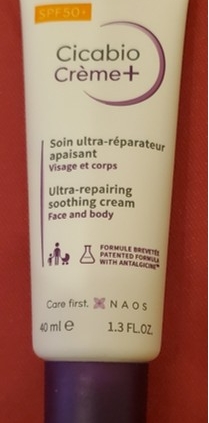 SPF50+
Cicabio
Crème+
Soin ultra-réparateur
apaisant
Visage et corps
Ultra-repairing
soothing cream
Face and body
FORMULE BREVETÉE
PATENTED FORMULA
WITH ANTALGICINE™
Care first. NAOS
40 ml e 1.3 FL.OZ.